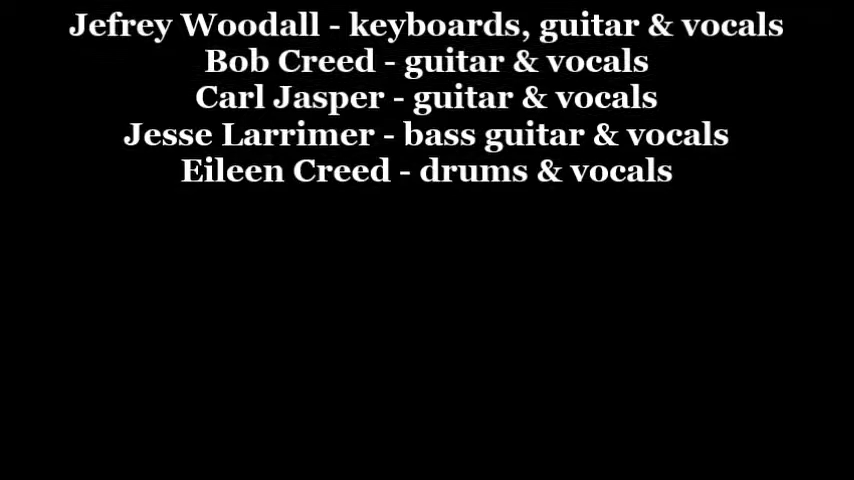 Jefrey Woodall - keyboards, guitar & vocals
Bob Creed - guitar & vocals
Carl Jasper - guitar & vocals
Jesse Larrimer - bass guitar & vocals
Eileen Creed - drums & vocals